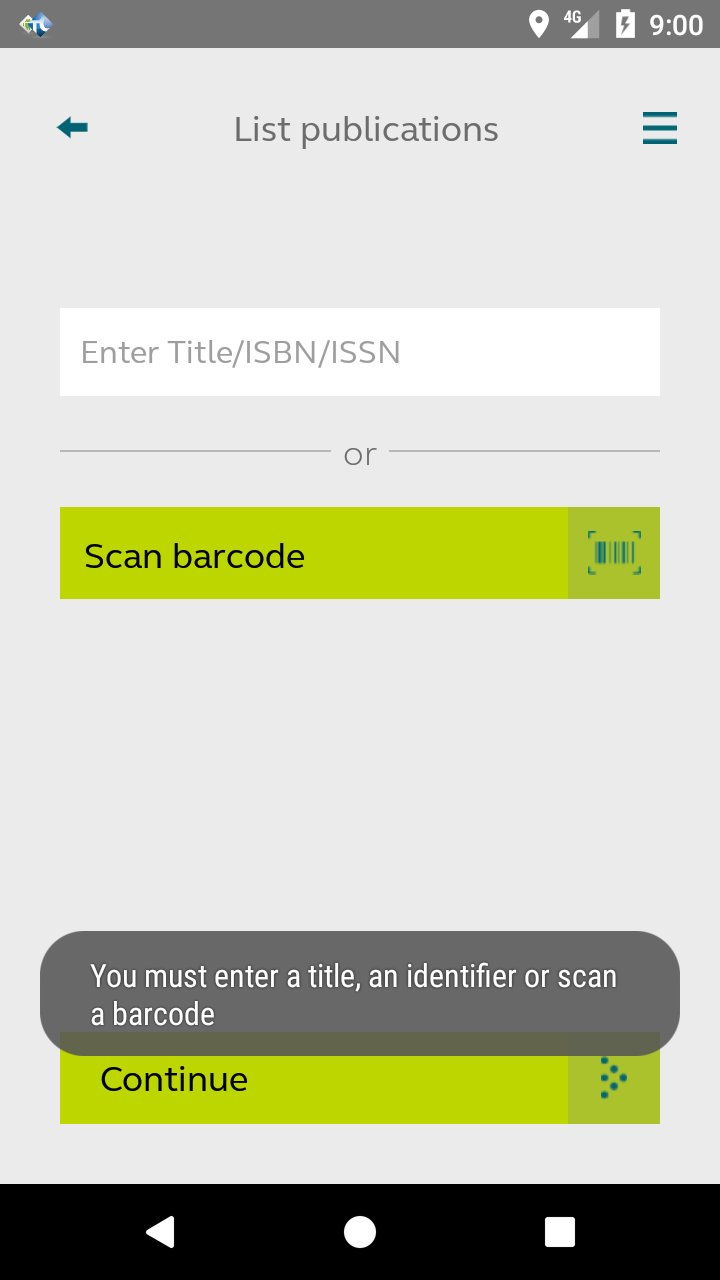 4G 9:00
List publications
Enter Title/ISBN/ISSN
or
Scan barcode
You must enter a title, an identifier or scan
a barcode
Continue